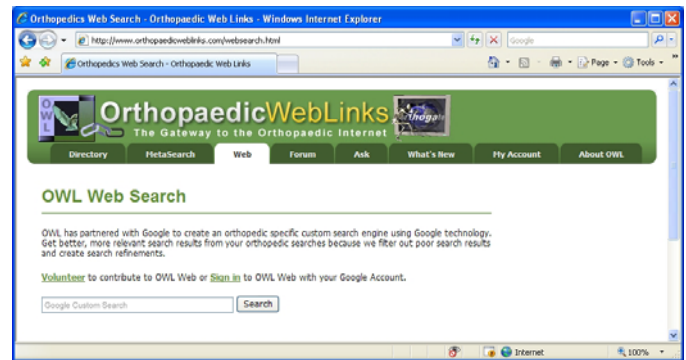 Orthopedics Web Search - Orthopaedic Web Links - Windows Internet Explorer
http://www.orthopaedicweblinks.com/websearch.html
Google
Orthopedics Web Search - Orthopaedic Web Links
Page
Tools
OWL
OrthopaedicWebLinks
The Gateway to the Orthopaedic Internet
Orthogate
Directory MetaSearch Web Forum Ask What's New My Account About OWL
OWL Web Search
OWL has partnered with Google to create an orthopedic specific custom search engine using Google technology.
Get better, more relevant search results from your orthopedic searches because we filter out poor search results
and create search refinements.
Volunteer to contribute to OWL Web or Sign in to OWL Web with your Google Account.
Google Custom Search Search
Internet 100%